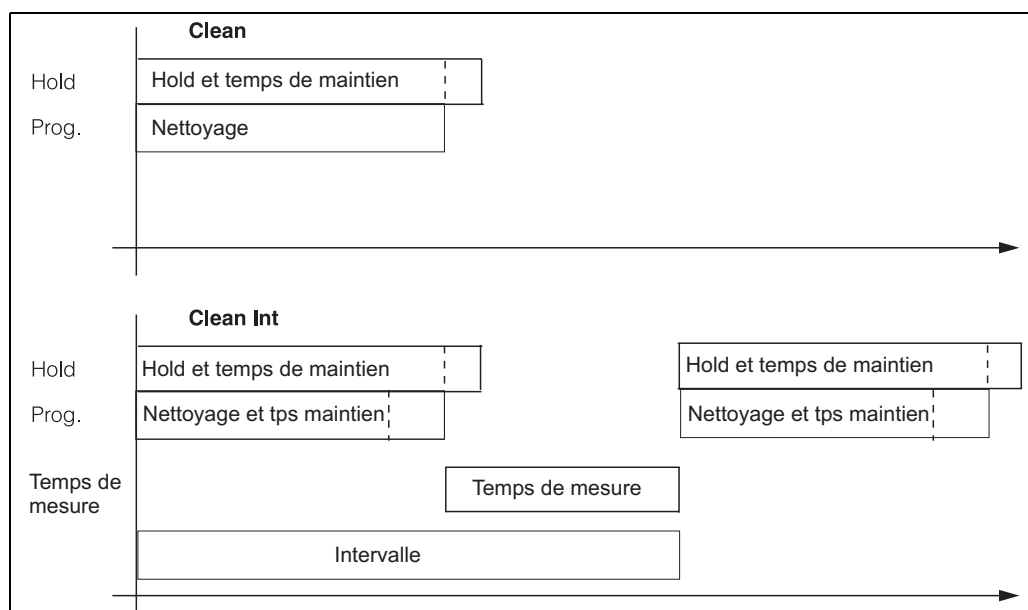 Clean
Hold
Hold et temps de maintien
Prog.
Nettoyage
Clean Int
Hold
Hold et temps de maintien
Hold et temps de maintien
Prog.
Nettoyage et tps maintien
Nettoyage et tps maintien
Temps de
mesure
Temps de mesure
Intervalle